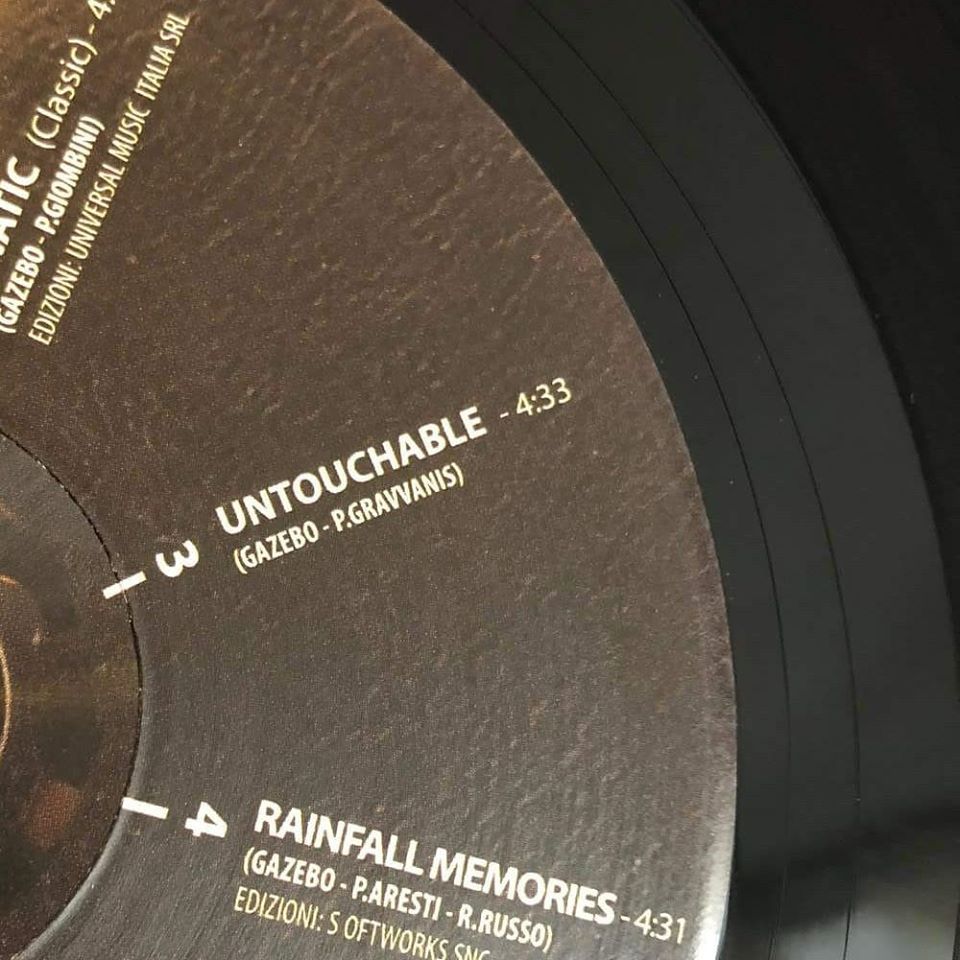 ATIC (Classic) - 4:
(GAZEBO - P.GIOMBINI)
EDIZIONI: UNIVERSAL MUSIC ITALIA SRL
3 UNTOUCHABLE - 4:33
(GAZEBO - P.GRAVVANIS)
4 RAINFALL MEMORIES - 4:31
(GAZEBO - P.ARESTI - R.RUSSO)
EDIZIONI: S OFTWORKS SNC